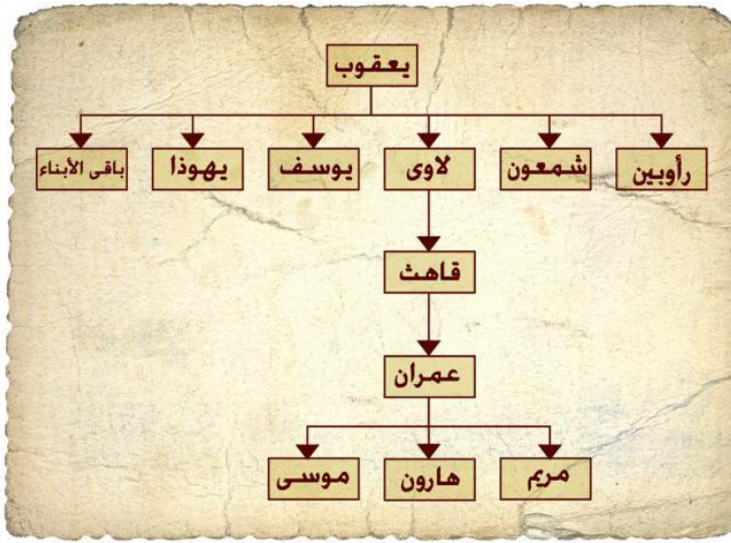 يعقوب
رأوبين
شمعون
لاوى
يوسف
يهوذا
باقى الأبناء
قاهث
عمران
مريم
هارون
موسى